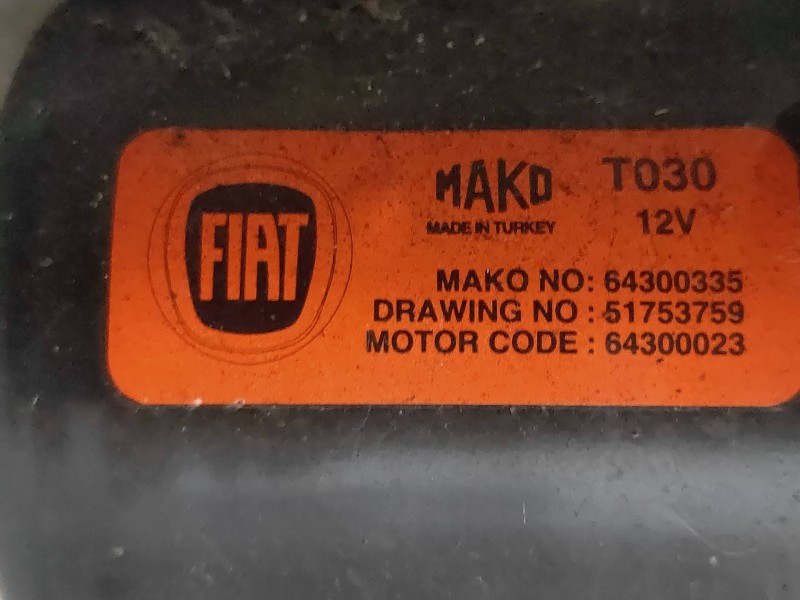 FIAT
MAKO T030
MADE IN TURKEY 12V
MAKO NO: 64300335
DRAWING NO : 51753759
MOTOR CODE : 64300023